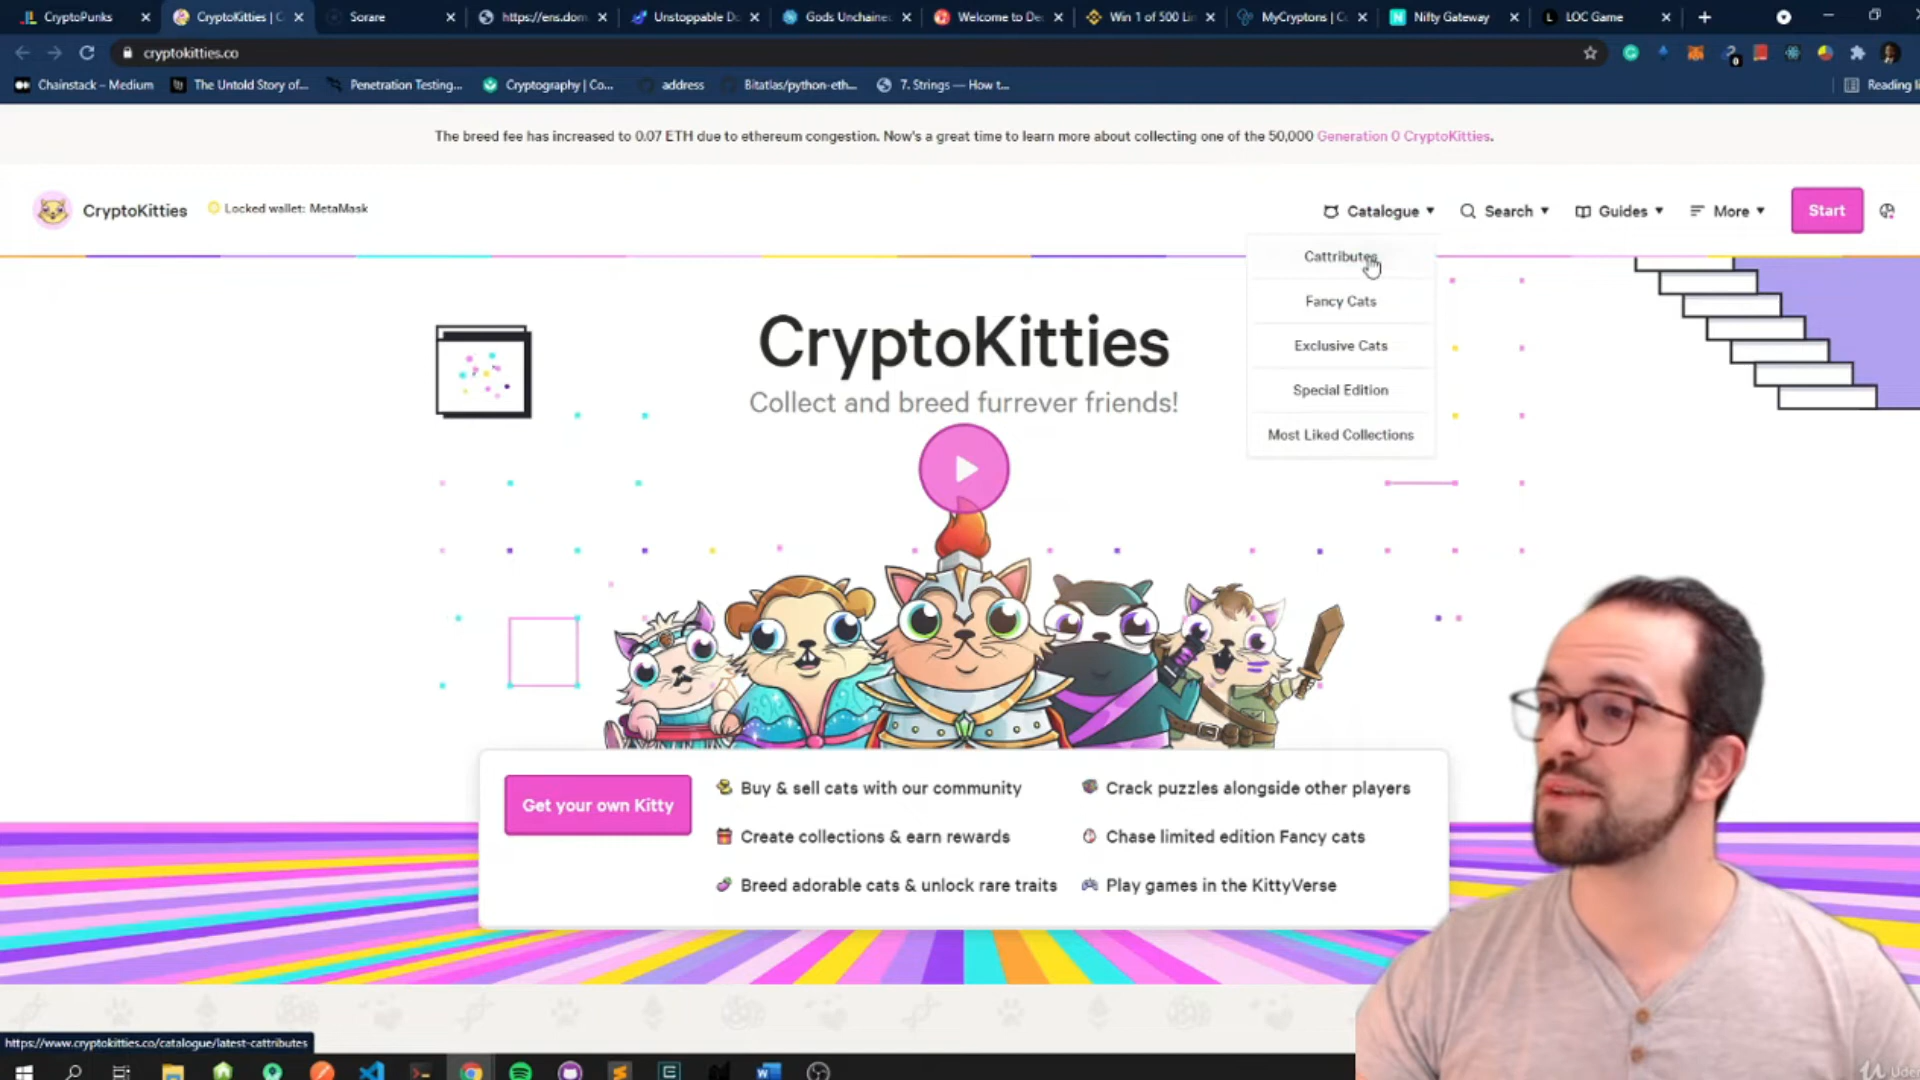 CryptoPunks
CryptoKitties | C
Sorare
https://ens.dom
Unstoppable Do
Gods Unchaine
Welcome to De
Win 1 of 500 Lin
MyCryptons | C
Nifty Gateway
LOC Game
cryptokitties.co
Chainstack – Medium
The Untold Story of...
Penetration Testing...
Cryptography | Co...
address
Bitatlas/python-eth...
7. Strings — How t...
Reading li
The breed fee has increased to 0.07 ETH due to ethereum congestion. Now's a great time to learn more about collecting one of the 50,000 Generation 0 CryptoKitties.
CryptoKitties
Locked wallet: MetaMask
Catalogue
Search
Guides
More
Start
Cattributes
Fancy Cats
Exclusive Cats
Special Edition
Most Liked Collections
CryptoKitties
Collect and breed furrever friends!
Get your own Kitty
Buy & sell cats with our community
Crack puzzles alongside other players
Create collections & earn rewards
Chase limited edition Fancy cats
Breed adorable cats & unlock rare traits
Play games in the KittyVerse
https://www.cryptokitties.co/catalogue/latest-cattributes